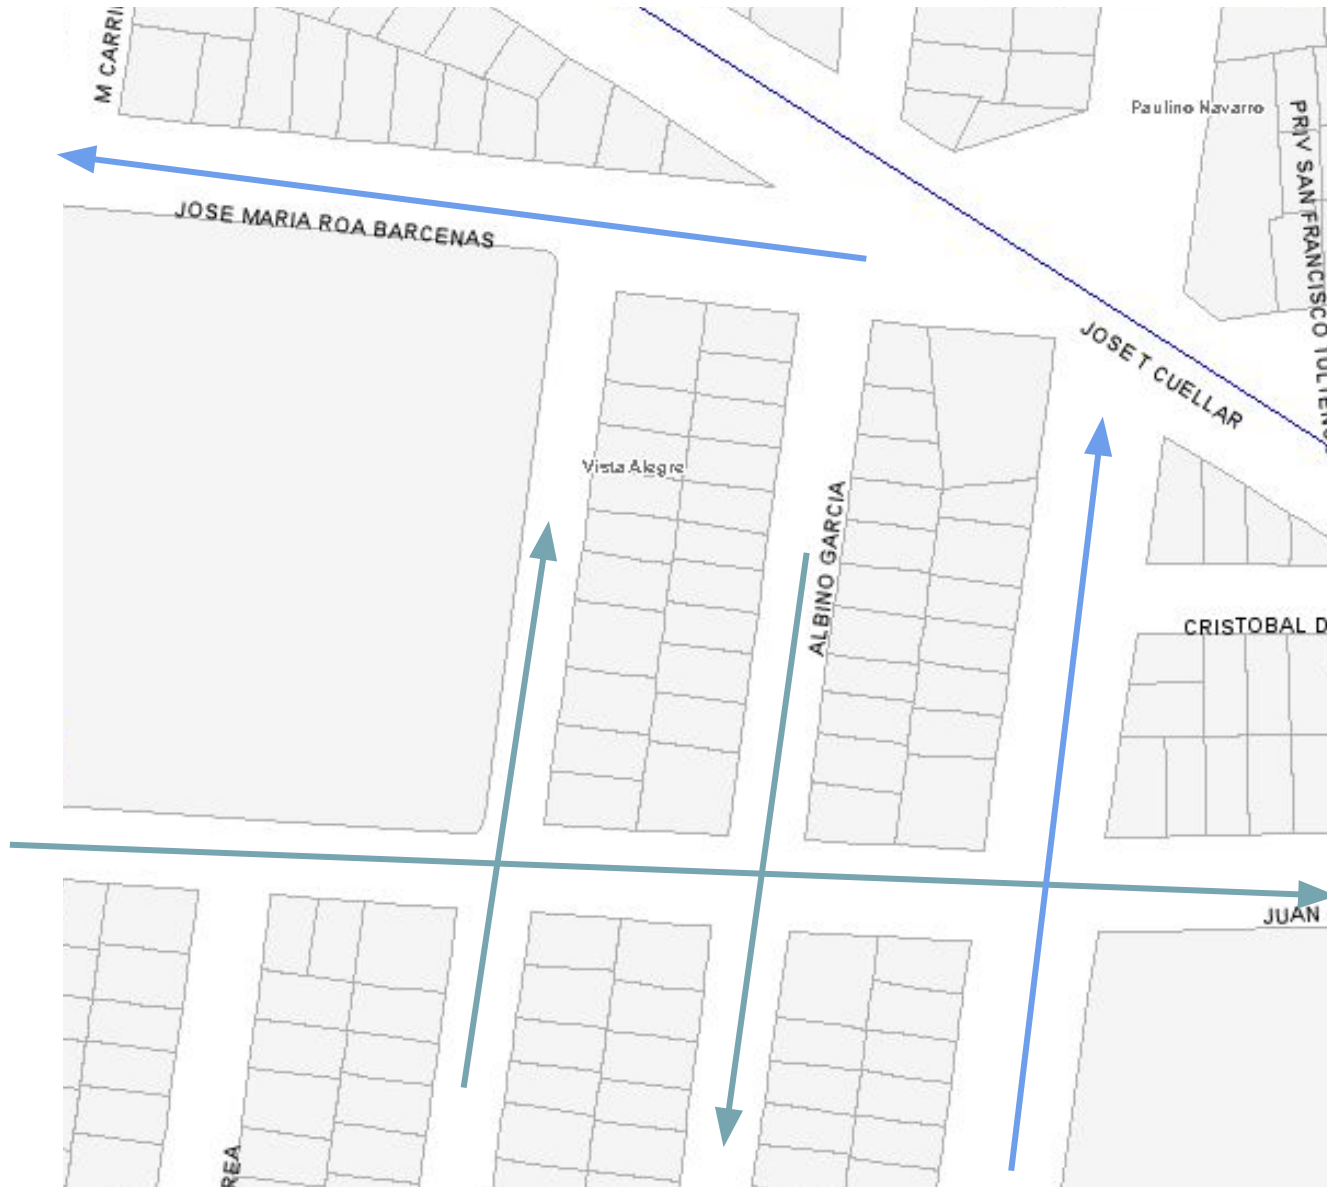 M CARRI
Paulino Navarro
PRIV SAN FRANCISCO TULTENC
JOSE MARIA ROA BARCENAS
JOSE T CUELLAR
Vista Alegre
ALBINO GARCIA
CRISTOBAL D
JUAN
REA